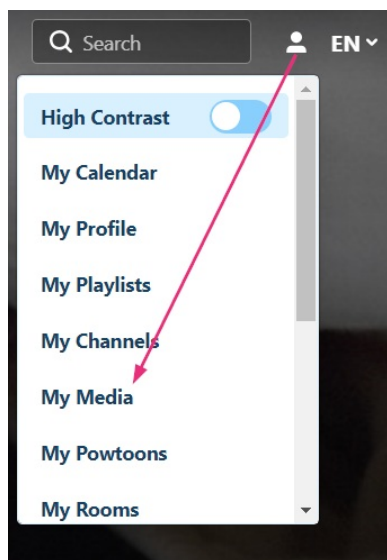 Search
EN
High Contrast
My Calendar
My Profile
My Playlists
My Channels
My Media
My Powtoons
My Rooms